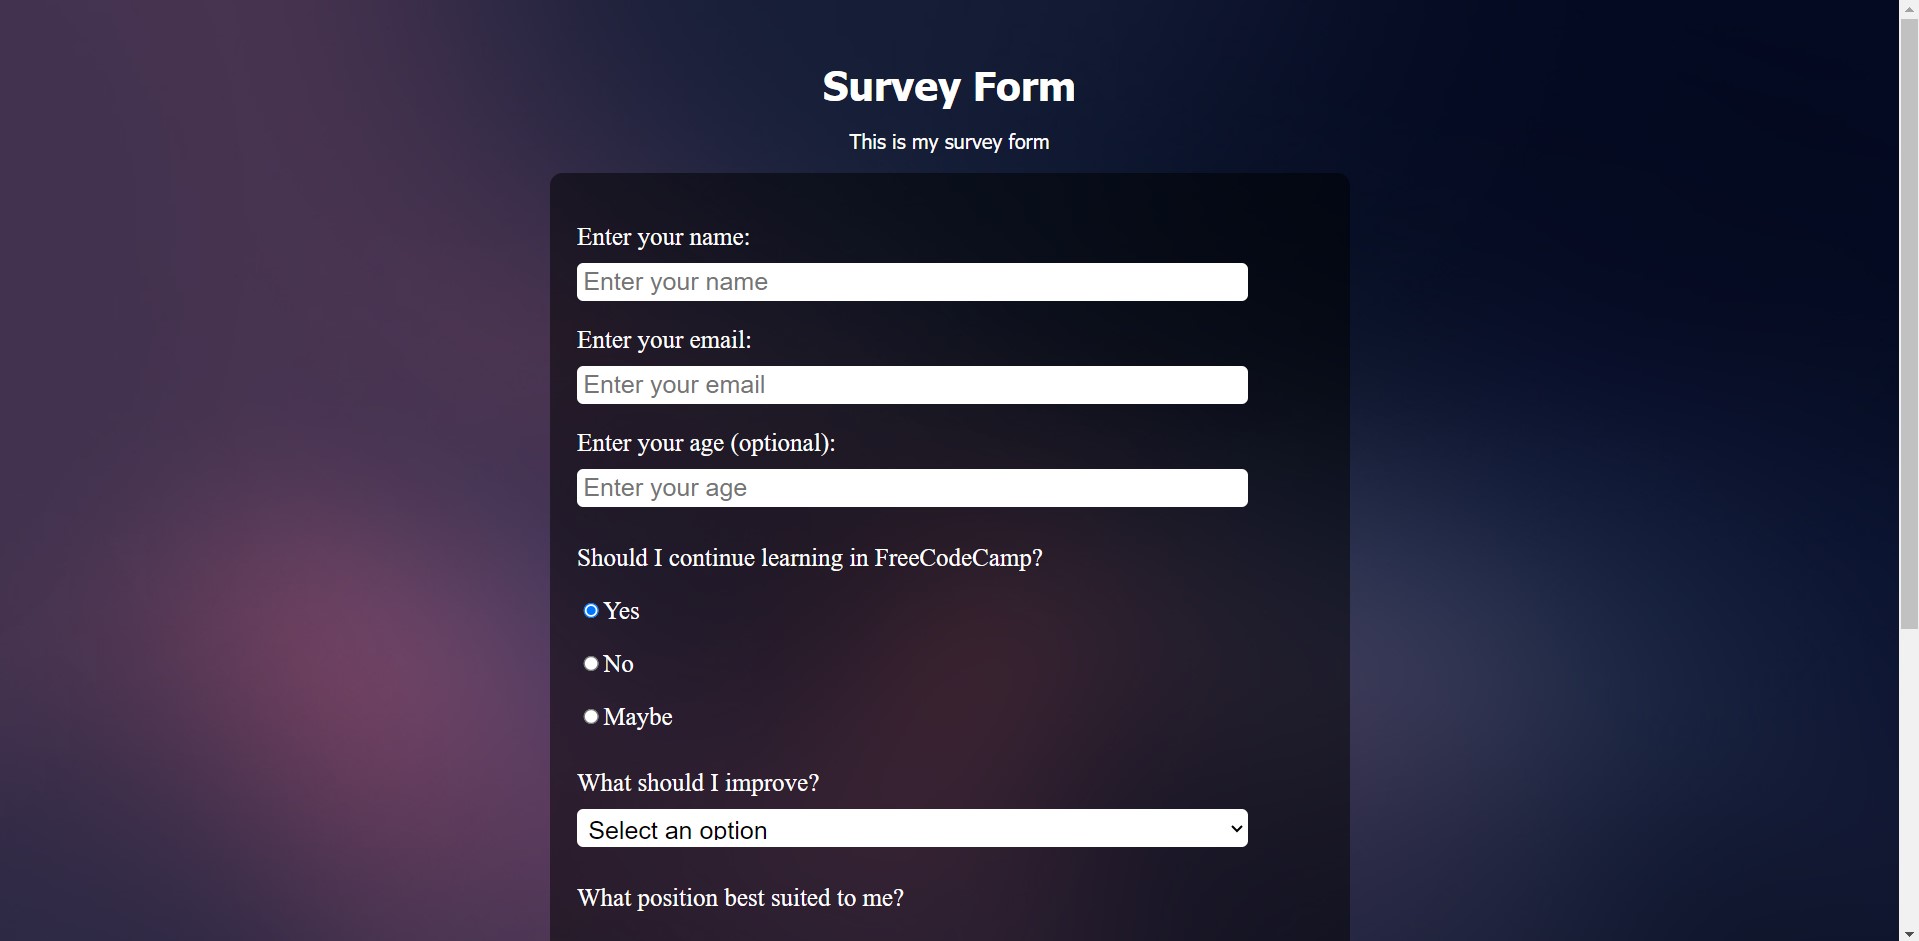 Survey Form
This is my survey form
Enter your name:
Enter your name
Enter your email:
Enter your email
Enter your age (optional):
Enter your age
Should I continue learning in FreeCodeCamp?
Yes
No
Maybe
What should I improve?
Select an option
What position best suited to me?